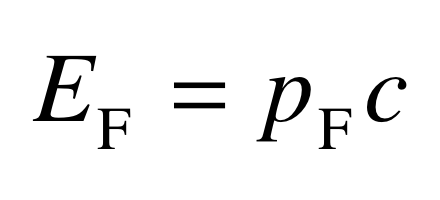 E_F = p_F c